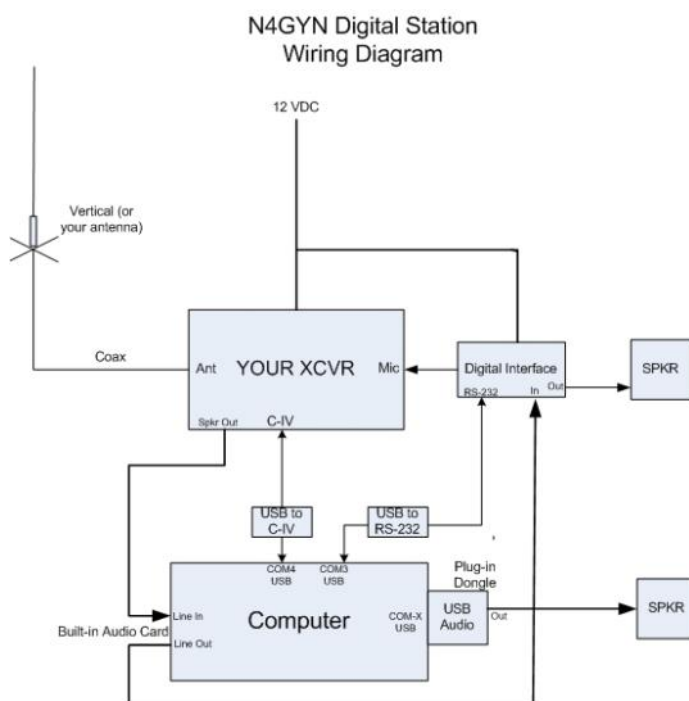 N4GYN Digital Station
Wiring Diagram
12 VDC
Vertical (or
your antenna)
Coax
Ant
YOUR XCVR
Mic
Spkr Out
C-IV
Digital Interface
RS-232
In
Out
SPKR
USB to
C-IV
USB to
RS-232
COM4
USB
COM3
USB
Plug-in
Dongle
Line In
Computer
COM-X
USB
USB
Audio
Out
SPKR
Built-in Audio Card
Line Out